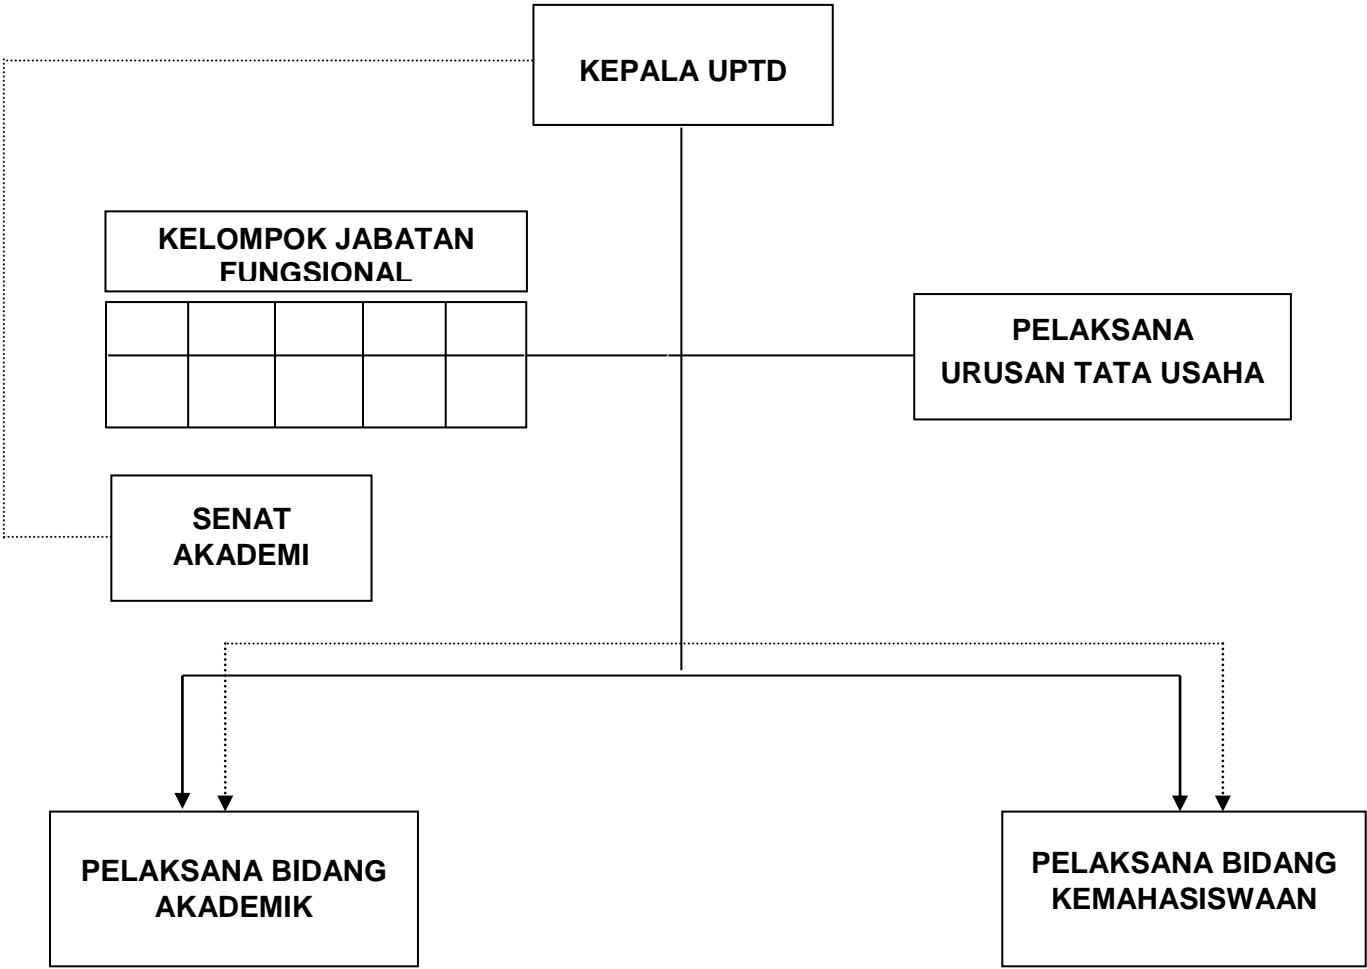 KEPALA UPTD
KELOMPOK JABATAN
FUNGSIONAL
PELAKSANA
URUSAN TATA USAHA
SENAT
AKADEMI
PELAKSANA BIDANG
AKADEMIK
PELAKSANA BIDANG
KEMAHASISWAAN